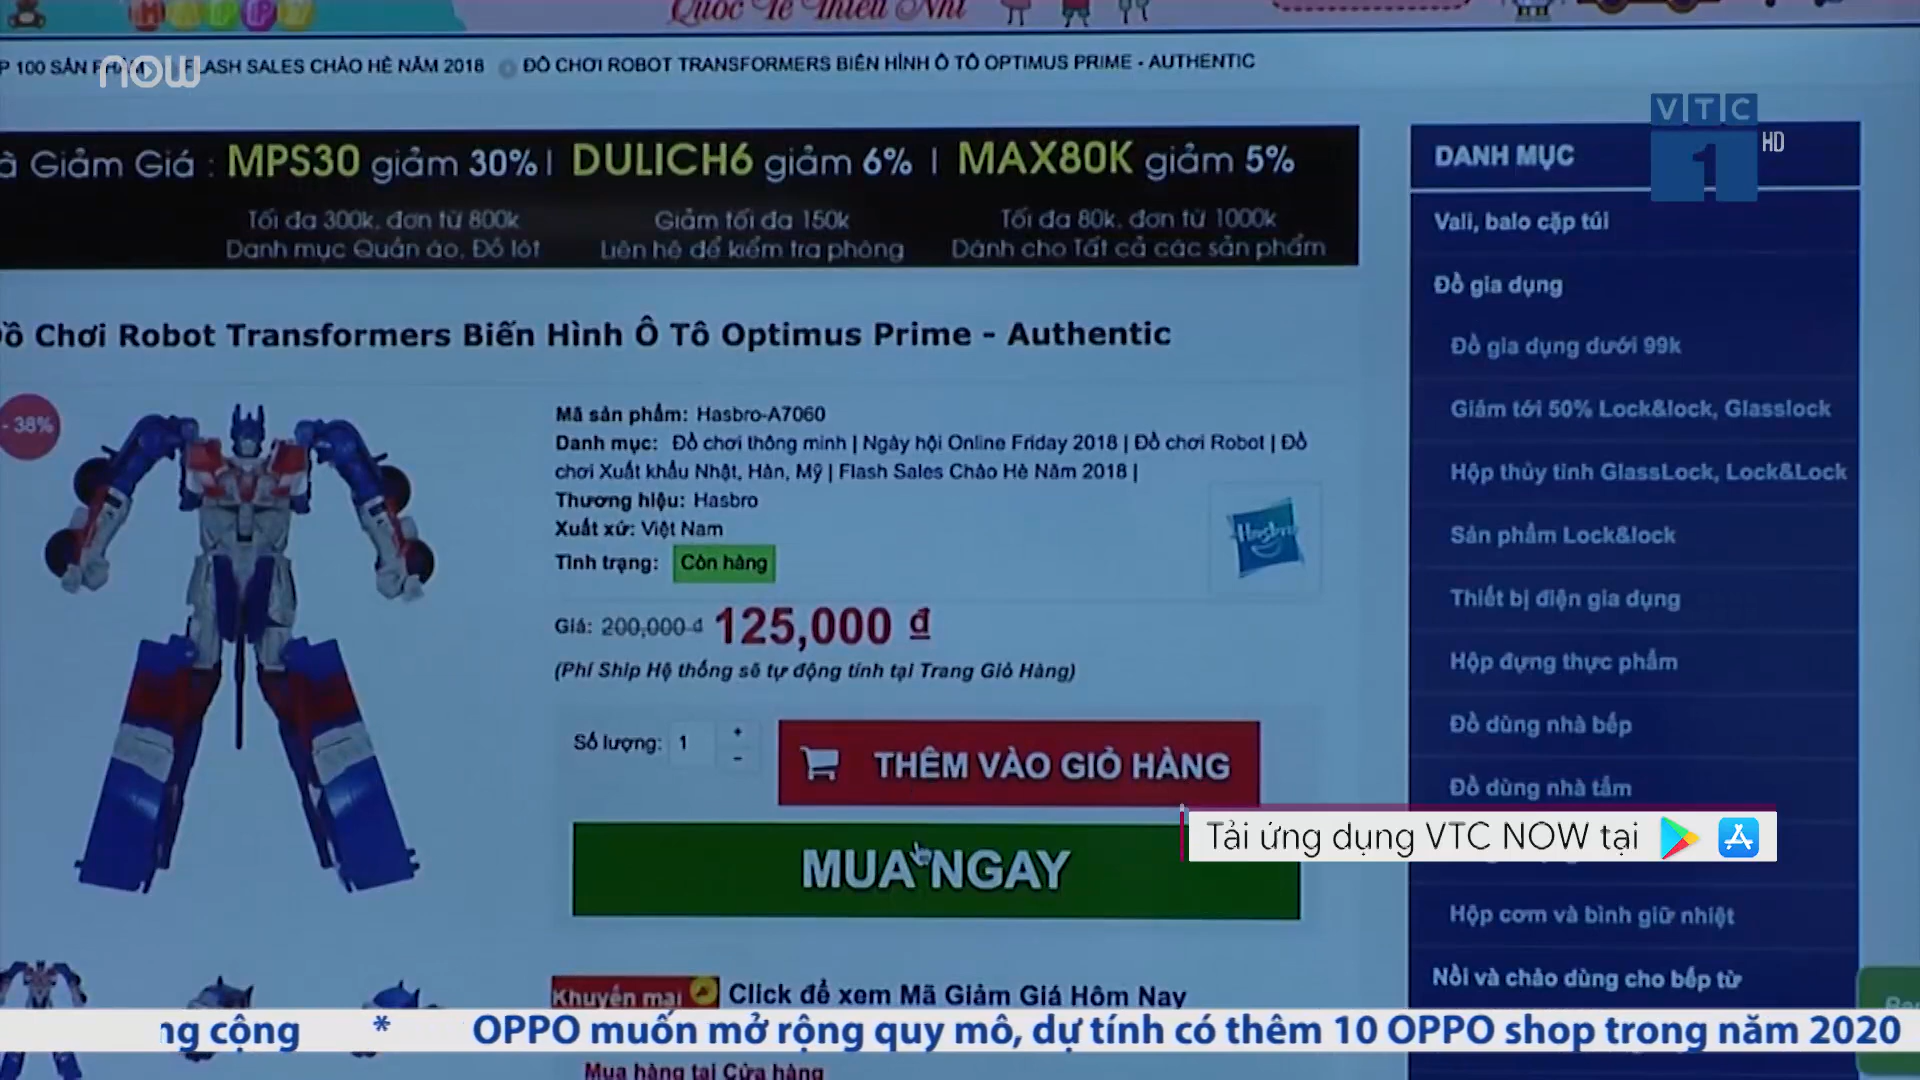 HAPPY
Quốc Tế Thiếu Nhi
now
100 SẢN PHẨM
FLASH SALES CHÀO HÈ NĂM 2018
ĐỒ CHƠI ROBOT TRANSFORMERS BIẾN HÌNH Ô TÔ OPTIMUS PRIME - AUTHENTIC
VTC
1
HD
Giảm Giá : MPS30 giảm 30% | DULICH6 giảm 6% | MAX80K giảm 5%
Tối đa 300k, đơn từ 800k
Danh mục Quần áo, Đồ lót
Giảm tối đa 150k
Liên hệ để kiểm tra phòng
Tối đa 80k, đơn từ 1000k
Dành cho Tất cả các sản phẩm
Đồ Chơi Robot Transformers Biến Hình Ô Tô Optimus Prime - Authentic
- 38%
Mã sản phẩm: Hasbro-A7060
Danh mục: Đồ chơi thông minh | Ngày hội Online Friday 2018 | Đồ chơi Robot | Đồ
chơi Xuất khẩu Nhật, Hàn, Mỹ | Flash Sales Chào Hè Năm 2018 |
Thương hiệu: Hasbro
Xuất xứ: Việt Nam
Tình trạng: Còn hàng
Hasbro
Giá: 200,000 đ 125,000 đ
(Phí Ship Hệ thống sẽ tự động tính tại Trang Giỏ Hàng)
Số lượng: 1 + -
THÊM VÀO GIỎ HÀNG
MUA NGAY
Khuyến mại
Click để xem Mã Giảm Giá Hôm Nay
Mua hàng tại Cửa hàng
DANH MỤC
Vali, balo cặp túi
Đồ gia dụng
Đồ gia dụng dưới 99k
Giảm tới 50% Lock&lock, Glasslock
Hộp thủy tinh GlassLock, Lock&Lock
Sản phẩm Lock&lock
Thiết bị điện gia dụng
Hộp đựng thực phẩm
Đồ dùng nhà bếp
Đồ dùng nhà tắm
Hộp cơm và bình giữ nhiệt
Nồi và chảo dùng cho bếp từ
Tải ứng dụng VTC NOW tại
ng cộng * OPPO muốn mở rộng quy mô, dự tính có thêm 10 OPPO shop trong năm 2020